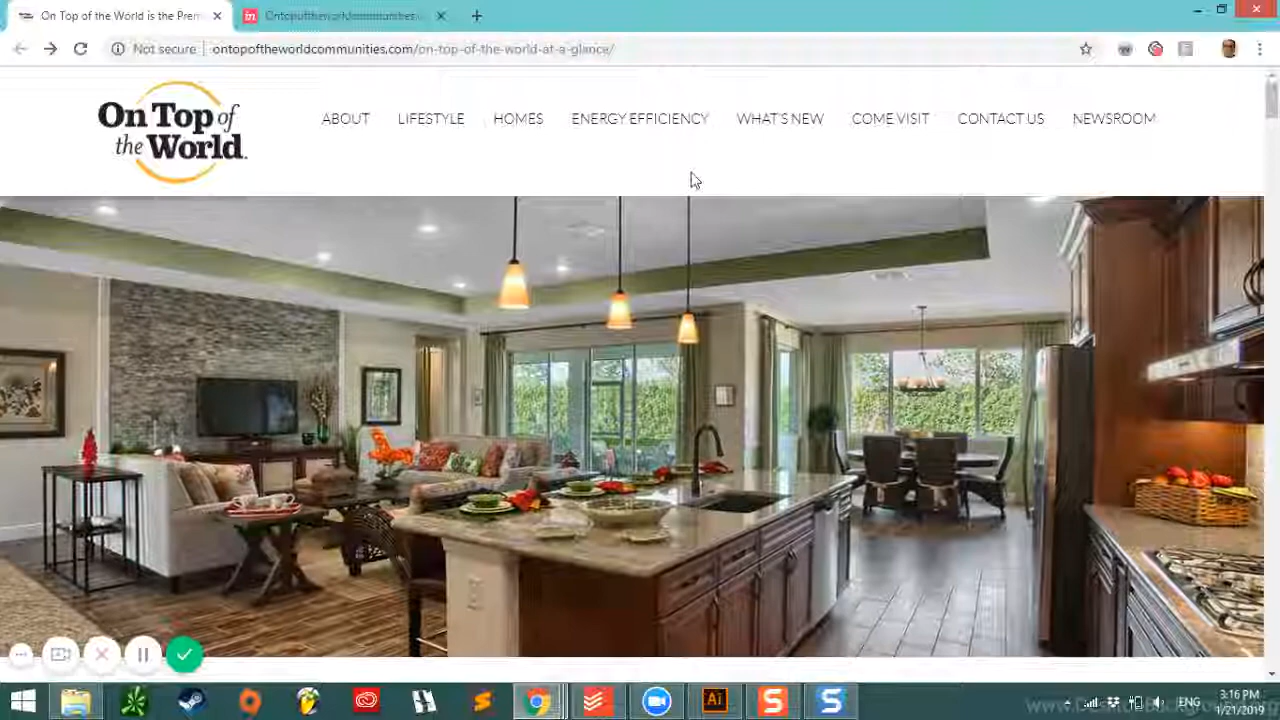 On Top of the World is the Prem
Ontopoftheworldcommunities.
Not secure
ontopoftheworldcommunities.com/on-top-of-the-world-at-a-glance/
On Top of
the World.
ABOUT
LIFESTYLE
HOMES
ENERGY EFFICIENCY
WHAT'S NEW
COME VISIT
CONTACT US
NEWSROOM
ENG
3:16 PM
1/21/2019